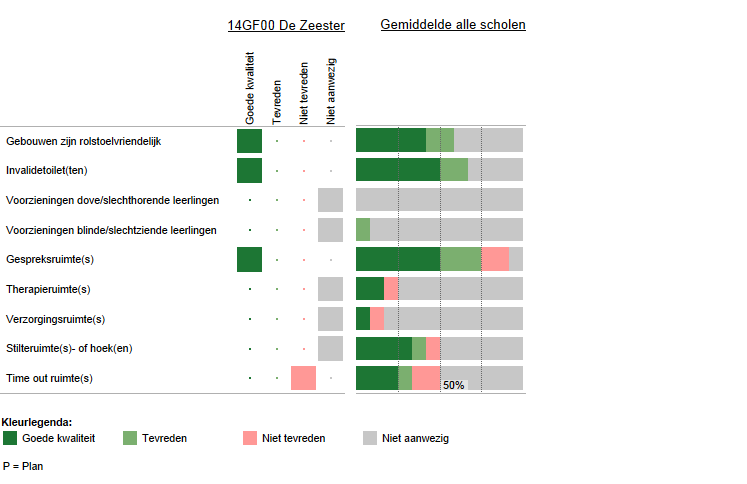 14GF00 De Zeester
Gemiddelde alle scholen
Goede kwaliteit
Tevreden
Niet tevreden
Niet aanwezig
Gebouwen zijn rolstoelvriendelijk
Invalidetoilet(ten)
Voorzieningen dove/slechthorende leerlingen
Voorzieningen blinde/slechtziende leerlingen
Gespreksruimte(s)
Therapieruimte(s)
Verzorgingsruimte(s)
Stilteruimte(s)- of hoek(en)
Time out ruimte(s)
50%
Kleurlegenda:
Goede kwaliteit
Tevreden
Niet tevreden
Niet aanwezig
P = Plan